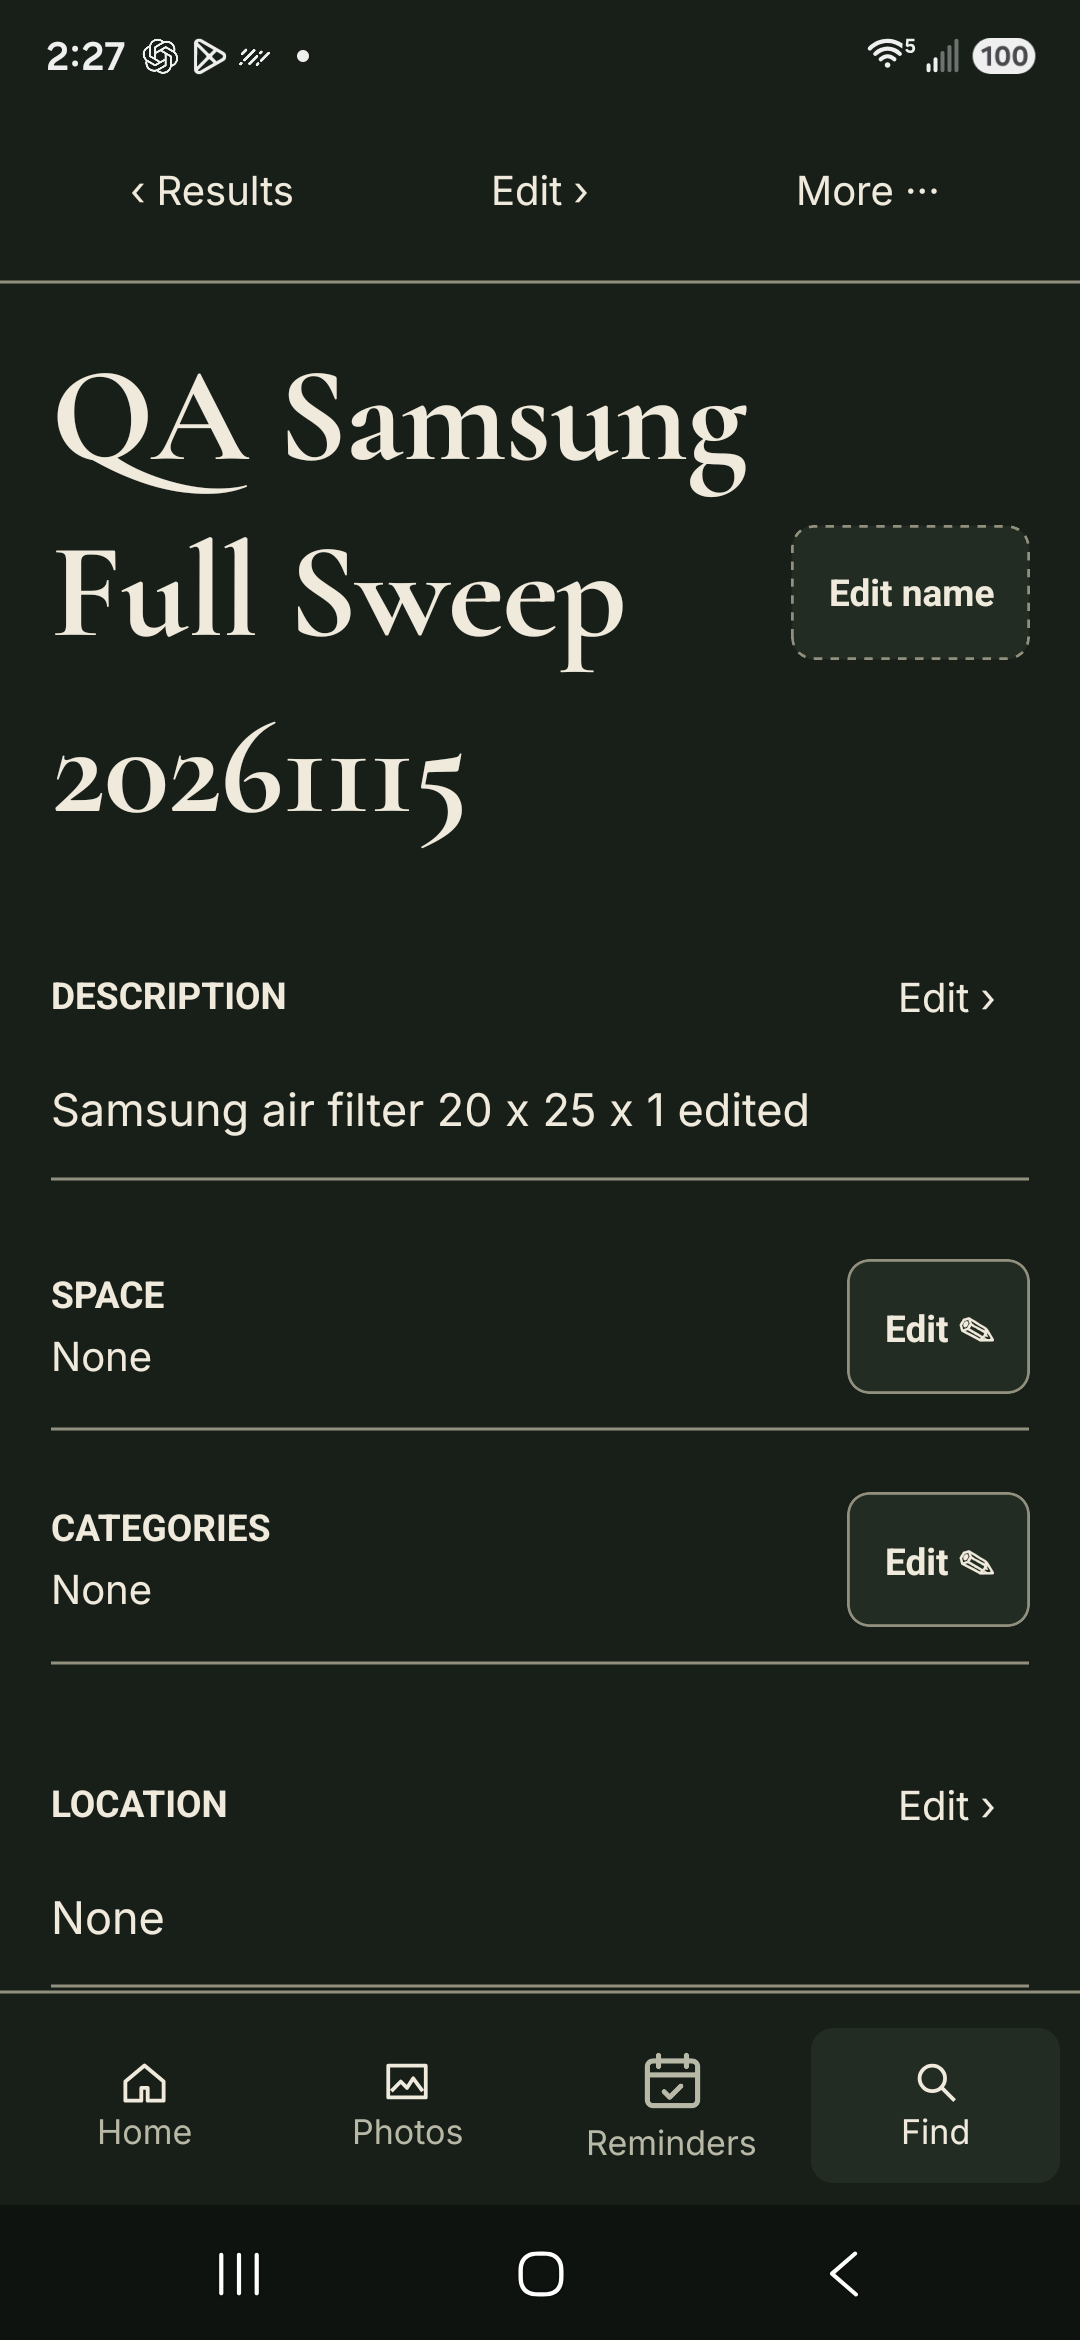 2:27
5
100
‹ Results
Edit ›
More ···
QA Samsung
Full Sweep
20261115
Edit name
DESCRIPTION
Edit ›
Samsung air filter 20 x 25 x 1 edited
SPACE
None
Edit ✎
CATEGORIES
None
Edit ✎
LOCATION
Edit ›
None
Home
Photos
Reminders
Find